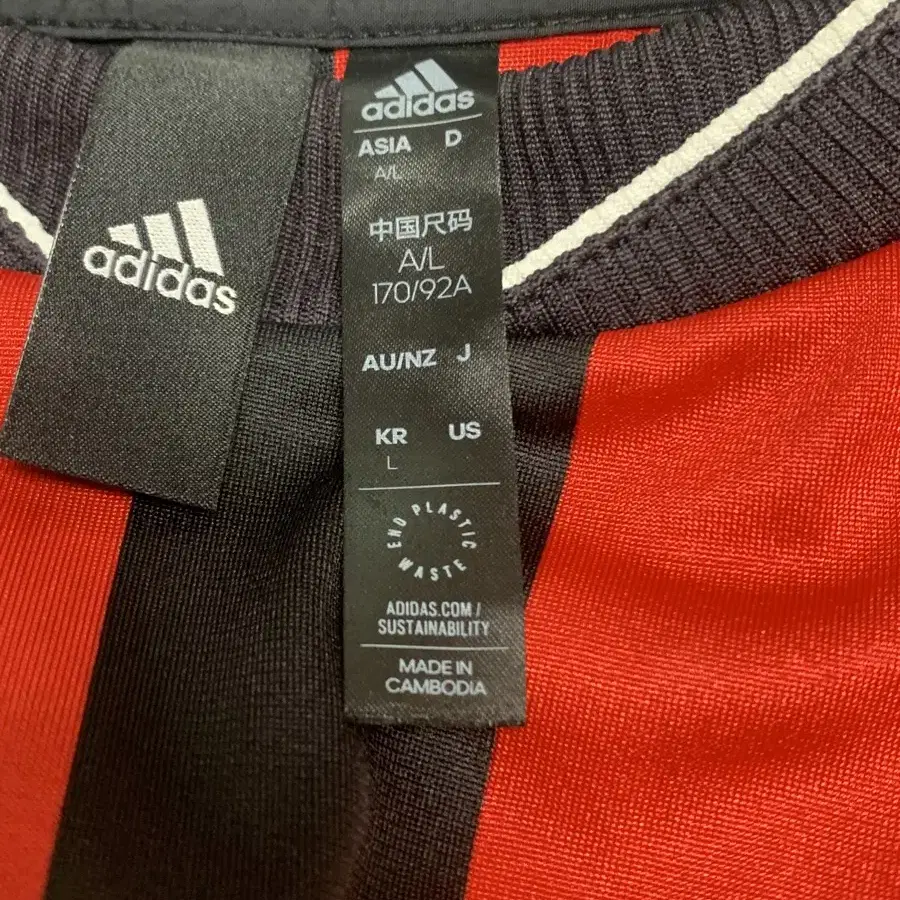 adidas
adidas
ASIA D
A/L
中国尺码
A/L
170/92A
AU/NZ J
KR US
L
END PLASTIC WASTE
ADIDAS.COM/
SUSTAINABILITY
MADE IN
CAMBODIA